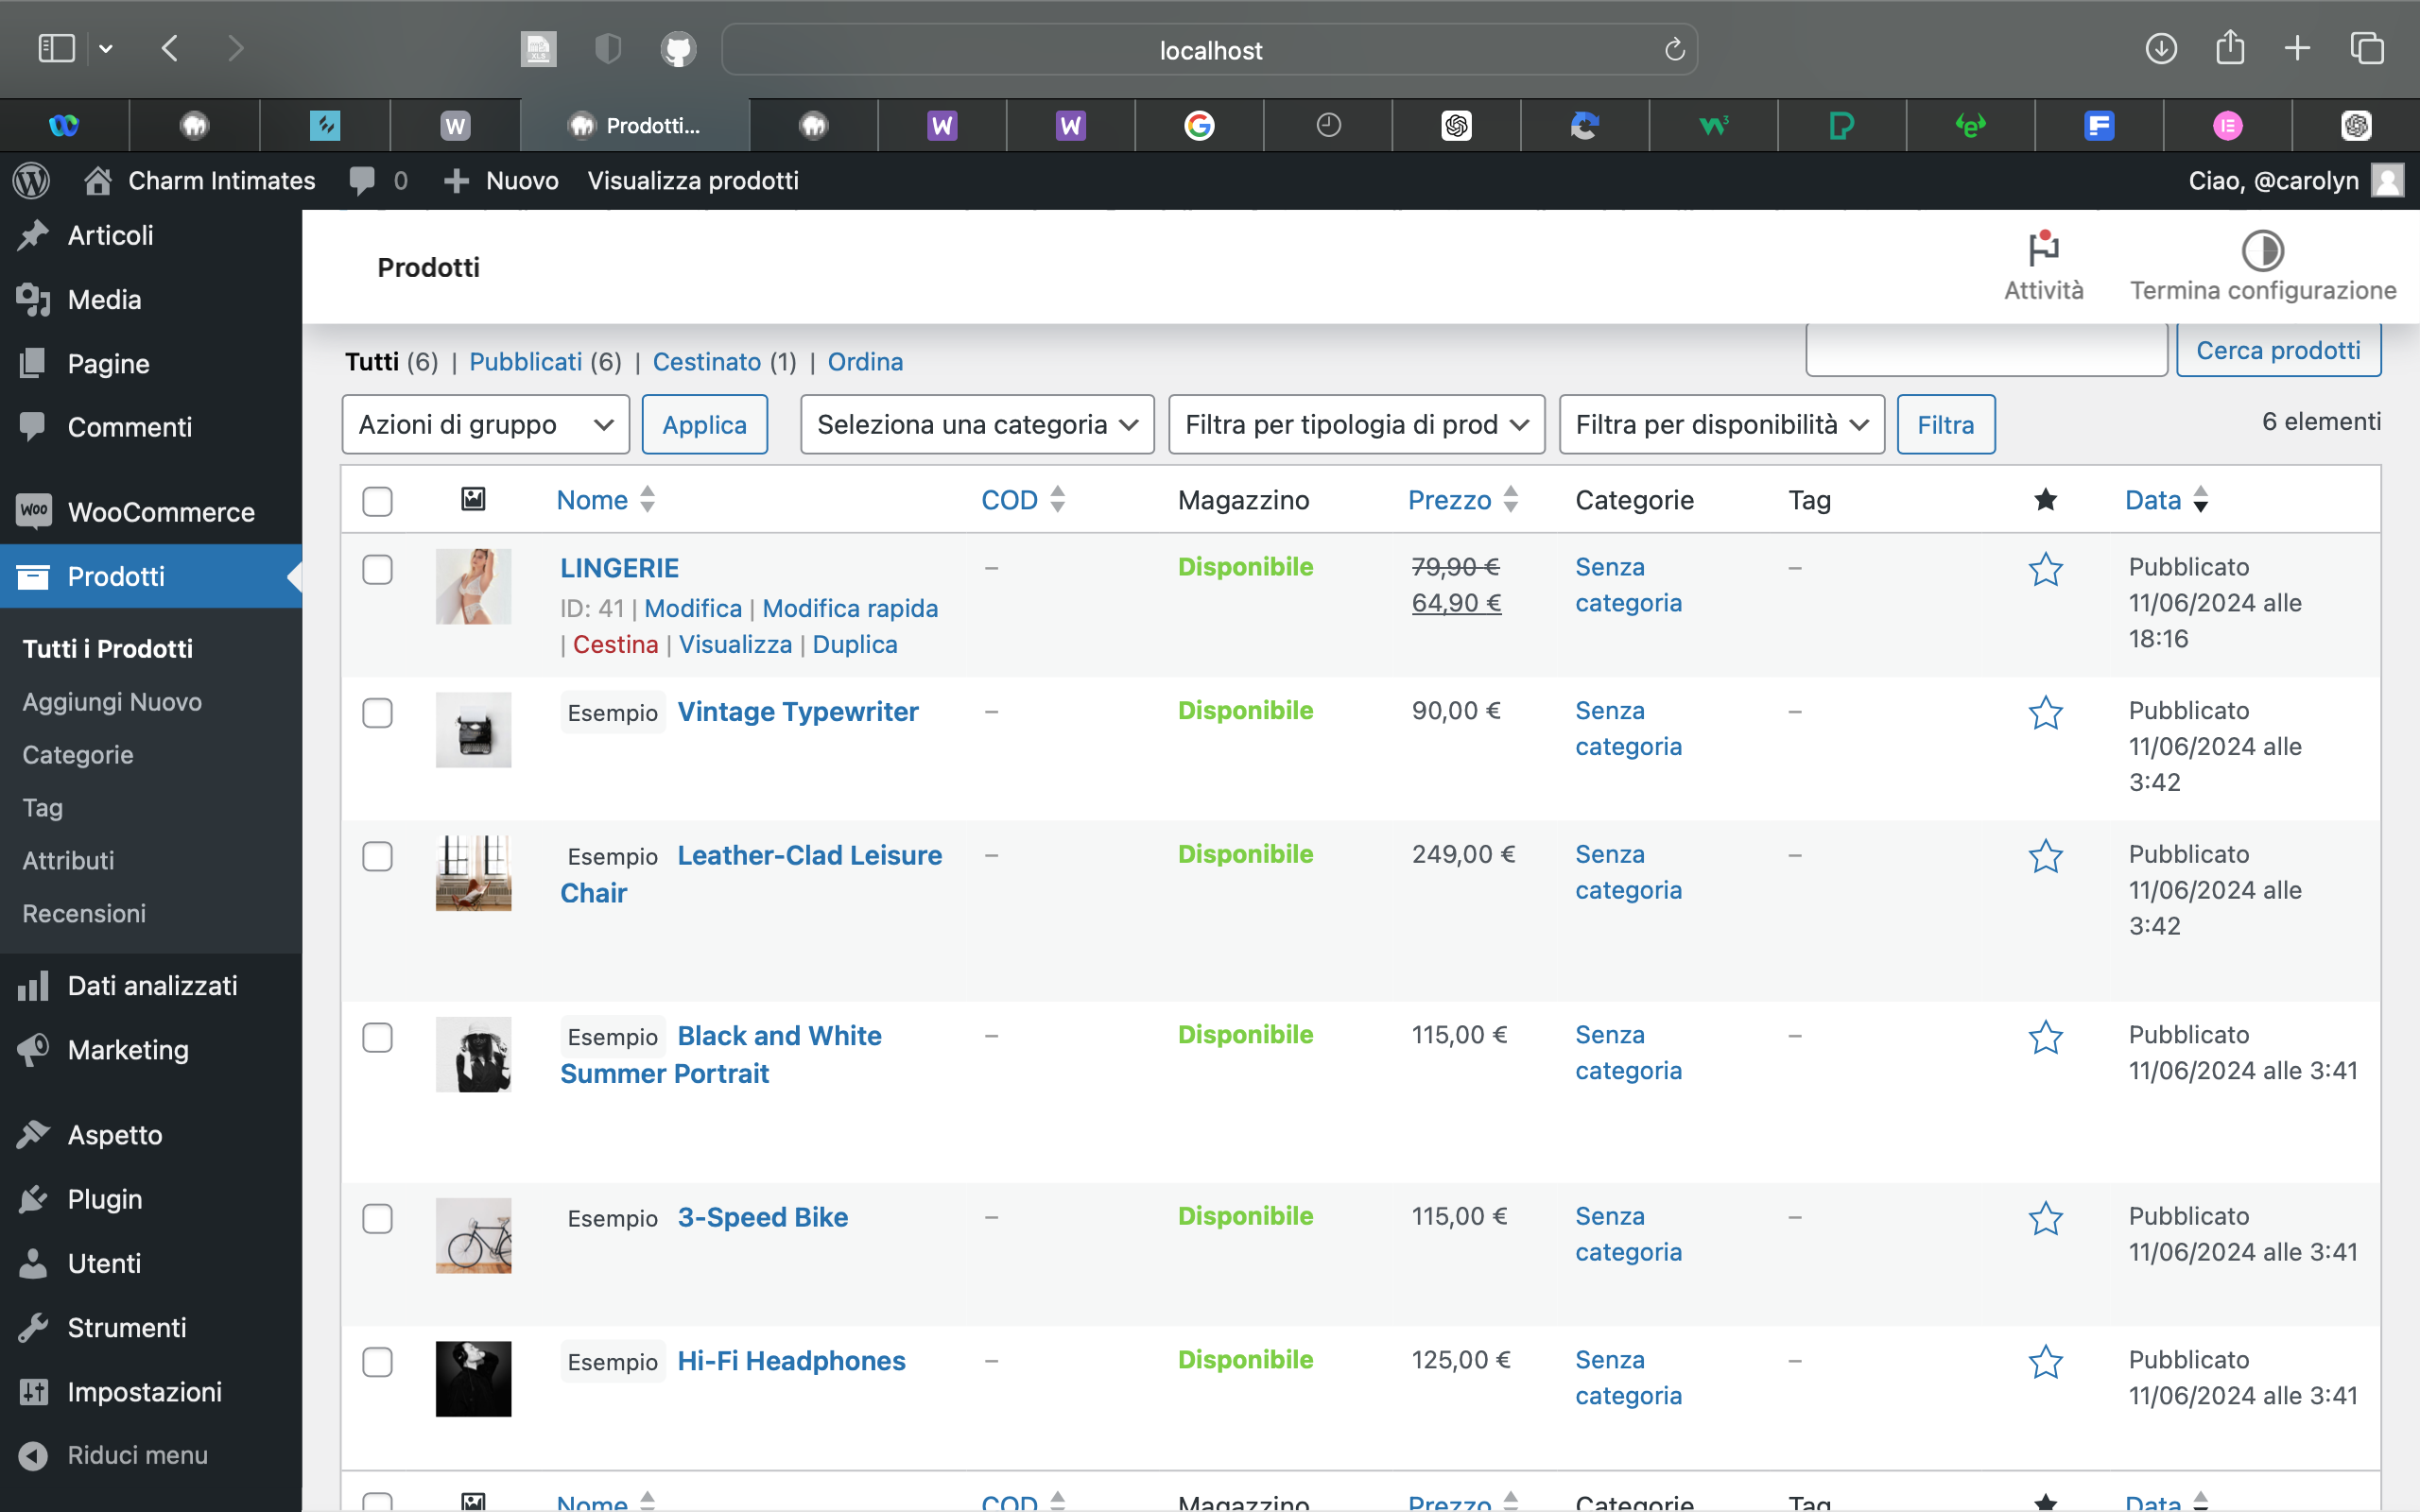 localhost
Prodotti...
Charm Intimates
0
Nuovo
Visualizza prodotti
Ciao, @carolyn
Articoli
Media
Pagine
Commenti
WooCommerce
Prodotti
Tutti i Prodotti
Aggiungi Nuovo
Categorie
Tag
Attributi
Recensioni
Dati analizzati
Marketing
Aspetto
Plugin
Utenti
Strumenti
Impostazioni
Riduci menu
Prodotti
Attività
Termina configurazione
Tutti (6) | Pubblicati (6) | Cestinato (1) | Ordina
Cerca prodotti
Azioni di gruppo
Applica
Seleziona una categoria
Filtra per tipologia di prod
Filtra per disponibilità
Filtra
6 elementi
Nome COD Magazzino Prezzo Categorie Tag Data
LINGERIE
ID: 41 | Modifica | Modifica rapida
| Cestina | Visualizza | Duplica
–
Disponibile
79,90 €
64,90 €
Senza
categoria
–
Pubblicato
11/06/2024 alle
18:16
Esempio Vintage Typewriter
–
Disponibile
90,00 €
Senza
categoria
–
Pubblicato
11/06/2024 alle
3:42
Esempio Leather-Clad Leisure
Chair
–
Disponibile
249,00 €
Senza
categoria
–
Pubblicato
11/06/2024 alle
3:42
Esempio Black and White
Summer Portrait
–
Disponibile
115,00 €
Senza
categoria
–
Pubblicato
11/06/2024 alle 3:41
Esempio 3-Speed Bike
–
Disponibile
115,00 €
Senza
categoria
–
Pubblicato
11/06/2024 alle 3:41
Esempio Hi-Fi Headphones
–
Disponibile
125,00 €
Senza
categoria
–
Pubblicato
11/06/2024 alle 3:41
Nome COD Magazzino Prezzo Categorie Tag Data